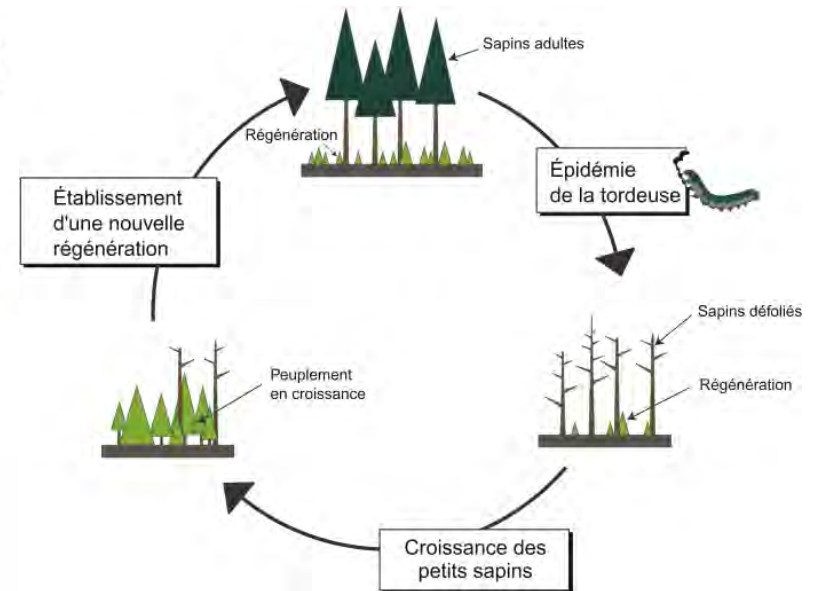 Sapins adultes
Régénération
Épidémie
de la tordeuse
Établissement
d'une nouvelle
régénération
Sapins défoliés
Régénération
Peuplement
en croissance
Croissance des
petits sapins